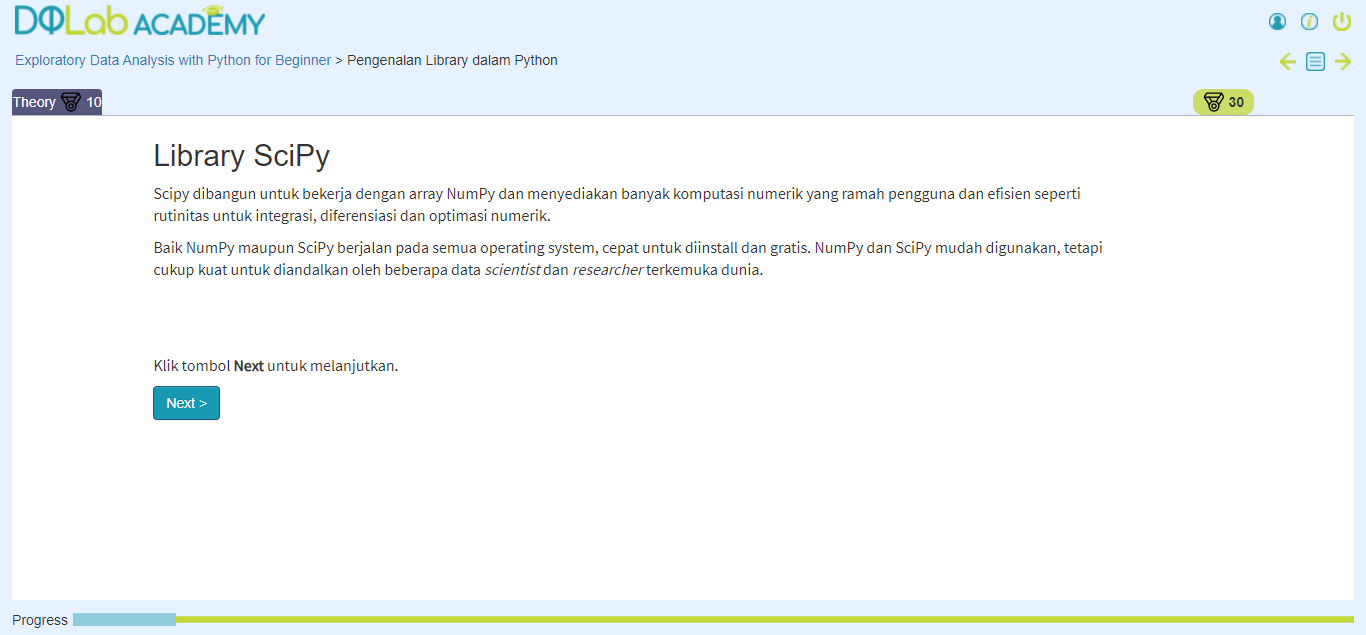 DQLab ACADEMY
Exploratory Data Analysis with Python for Beginner > Pengenalan Library dalam Python
Theory 10
30
Library SciPy
Scipy dibangun untuk bekerja dengan array NumPy dan menyediakan banyak komputasi numerik yang ramah pengguna dan efisien seperti
rutinitas untuk integrasi, diferensiasi dan optimasi numerik.
Baik NumPy maupun SciPy berjalan pada semua operating system, cepat untuk diinstall dan gratis. NumPy dan SciPy mudah digunakan, tetapi
cukup kuat untuk diandalkan oleh beberapa data scientist dan researcher terkemuka dunia.
Klik tombol Next untuk melanjutkan.
Next >
Progress